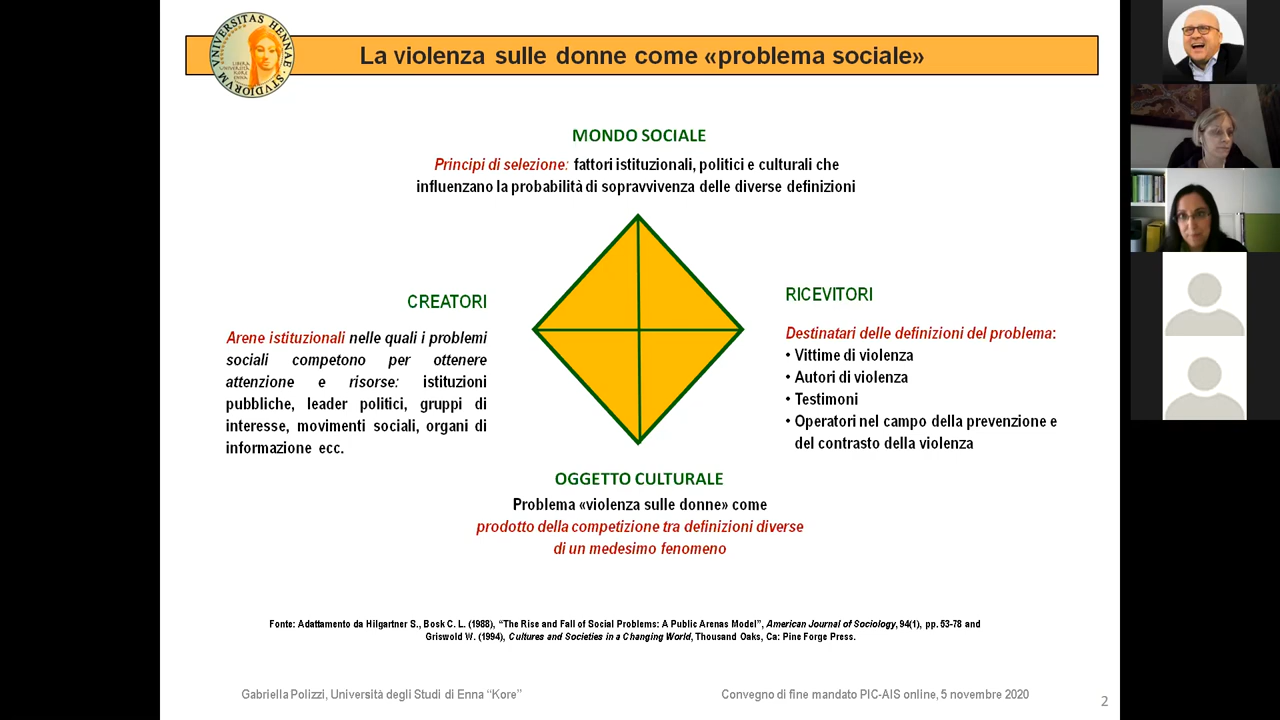 UNIVERSITAS HENNAE STUDIORVM
LIBERA
UNIVERSITÀ
KORE
ENNA
La violenza sulle donne come «problema sociale»
MONDO SOCIALE
Principi di selezione: fattori istituzionali, politici e culturali che
influenzano la probabilità di sopravvivenza delle diverse definizioni
CREATORI
Arene istituzionali nelle quali i problemi
sociali competono per ottenere
attenzione e risorse: istituzioni
pubbliche, leader politici, gruppi di
interesse, movimenti sociali, organi di
informazione ecc.
RICEVITORI
Destinatari delle definizioni del problema:
• Vittime di violenza
• Autori di violenza
• Testimoni
• Operatori nel campo della prevenzione e
del contrasto della violenza
OGGETTO CULTURALE
Problema «violenza sulle donne» come
prodotto della competizione tra definizioni diverse
di un medesimo fenomeno
Fonte: Adattamento da Hilgartner S., Bosk C. L. (1988), “The Rise and Fall of Social Problems: A Public Arenas Model”, American Journal of Sociology, 94(1), pp. 53-78 and
Griswold W. (1994), Cultures and Societies in a Changing World, Thousand Oaks, Ca: Pine Forge Press.
Gabriella Polizzi, Università degli Studi di Enna “Kore”
Convegno di fine mandato PIC-AIS online, 5 novembre 2020
2